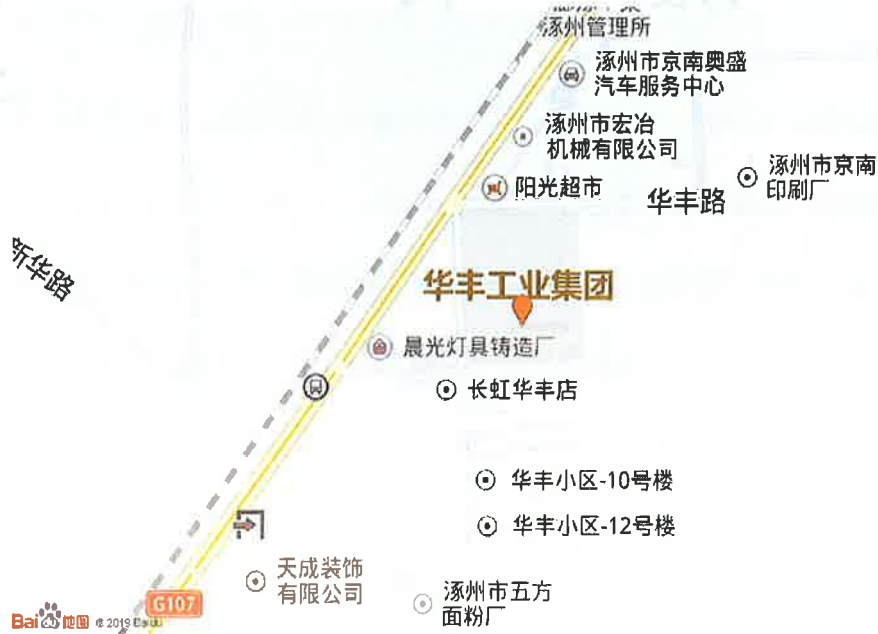 涿州管理所
涿州市京南奥盛
汽车服务中心
涿州市宏冶
机械有限公司
涿州市京南
印刷厂
阳光超市
华丰路
新华路
华丰工业集团
晨光灯具铸造厂
长虹华丰店
华丰小区-10号楼
华丰小区-12号楼
天成装饰
有限公司
涿州市五方
面粉厂
G107
Bai地图 © 2019 Baidu